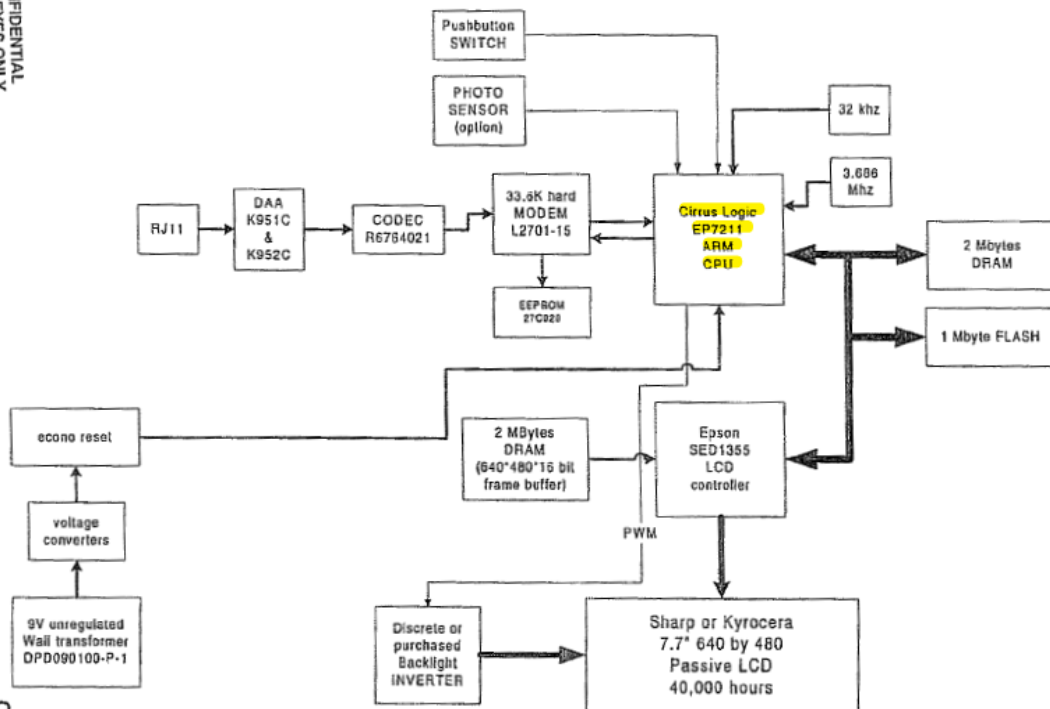 Pushbutton
SWITCH
PHOTO
SENSOR
(option)
32 khz
3.686
Mhz
RJ11
DAA
K951C
&
K952C
CODEC
R6764021
33.6K hard
MODEM
L2701-15
Cirrus Logic
EP7211
ARM
CPU
2 Mbytes
DRAM
EEPROM
27C020
1 Mbyte FLASH
econo reset
2 MBytes
DRAM
(640*480*16 bit
frame buffer)
Epson
SED1355
LCD
controller
voltage
converters
PWM
9V unregulated
Wall transformer
DPD090100-P-1
Discrete or
purchased
Backlight
INVERTER
Sharp or Kyrocera
7.7" 640 by 480
Passive LCD
40,000 hours